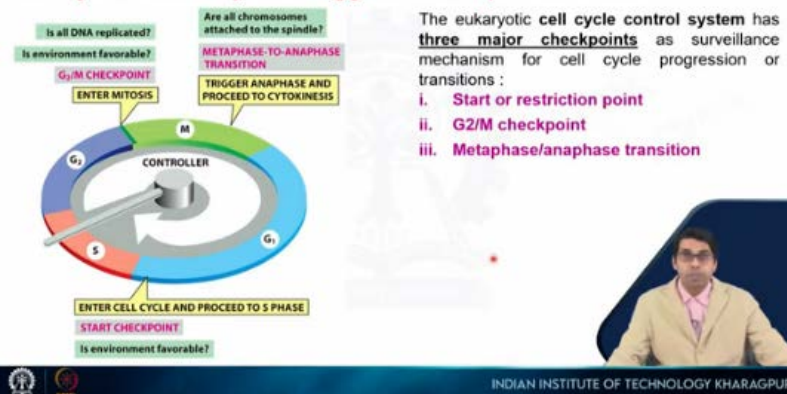 Is all DNA replicated?
Is environment favorable?
G₂/M CHECKPOINT
ENTER MITOSIS
Are all chromosomes
attached to the spindle?
METAPHASE-TO-ANAPHASE
TRANSITION
TRIGGER ANAPHASE AND
PROCEED TO CYTOKINESIS
M
G₂
CONTROLLER
G₁
S
ENTER CELL CYCLE AND PROCEED TO S PHASE
START CHECKPOINT
Is environment favorable?
The eukaryotic cell cycle control system has
three major checkpoints as surveillance
mechanism for cell cycle progression or
transitions :
i. Start or restriction point
ii. G2/M checkpoint
iii. Metaphase/anaphase transition
INDIAN INSTITUTE OF TECHNOLOGY KHARAGPUR